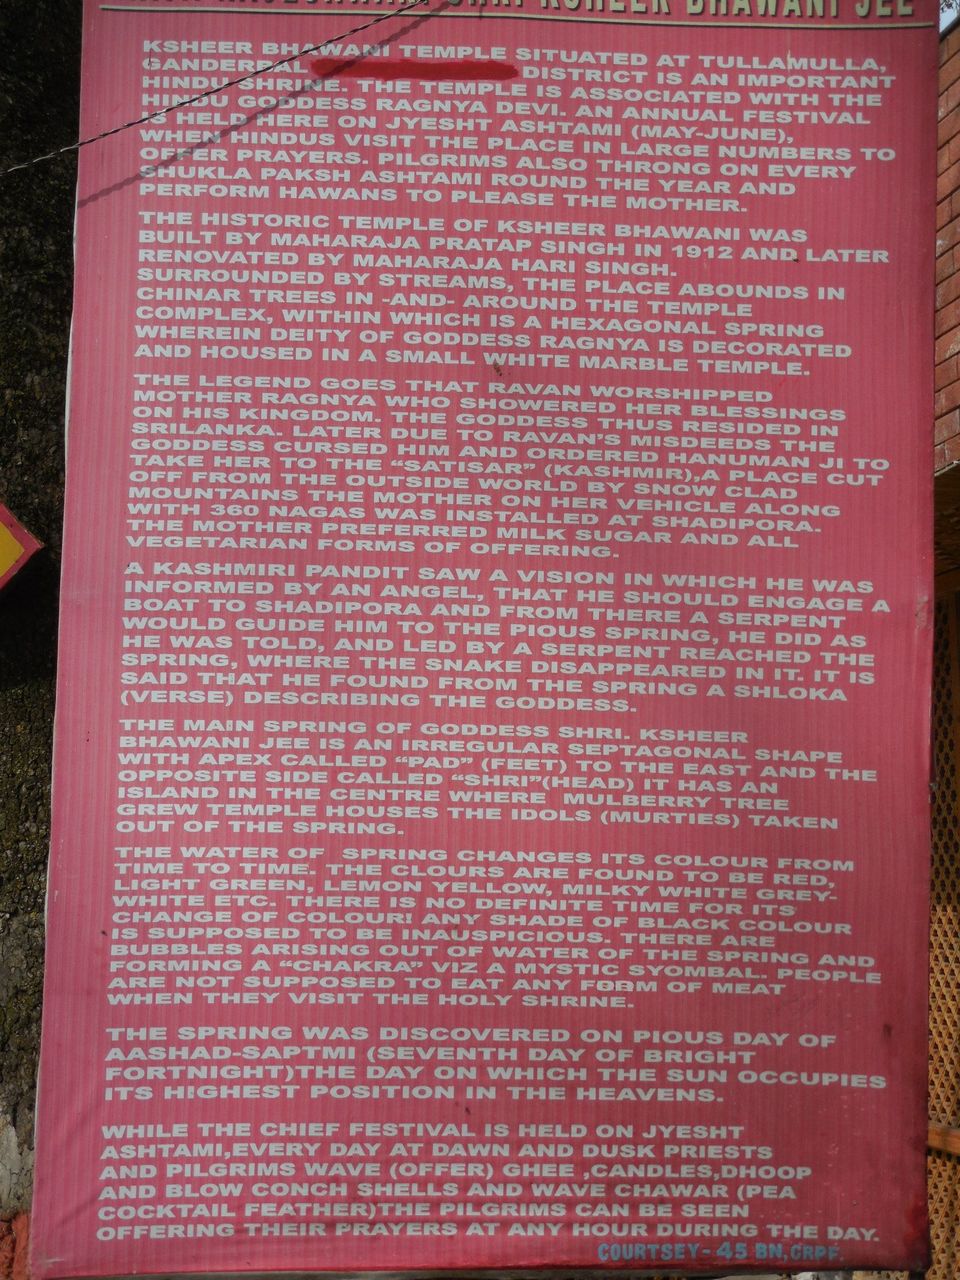 SHRI KSHEER BHAWANI JEE
KSHEER BHAWANI TEMPLE SITUATED AT TULLAMULLA,
GANDERBAL DISTRICT IS AN IMPORTANT
HINDU SHRINE. THE TEMPLE IS ASSOCIATED WITH THE
HINDU GODDESS RAGNYA DEVI. AN ANNUAL FESTIVAL
IS HELD HERE ON JYESHT ASHTAMI (MAY-JUNE),
WHEN HINDUS VISIT THE PLACE IN LARGE NUMBERS TO
OFFER PRAYERS. PILGRIMS ALSO THRONG ON EVERY
SHUKLA PAKSH ASHTAMI ROUND THE YEAR AND
PERFORM HAWANS TO PLEASE THE MOTHER.
THE HISTORIC TEMPLE OF KSHEER BHAWANI WAS
BUILT BY MAHARAJA PRATAP SINGH IN 1912 AND LATER
RENOVATED BY MAHARAJA HARI SINGH.
SURROUNDED BY STREAMS, THE PLACE ABOUNDS IN
CHINAR TREES IN -AND- AROUND THE TEMPLE
COMPLEX, WITHIN WHICH IS A HEXAGONAL SPRING
WHEREIN DEITY OF GODDESS RAGNYA IS DECORATED
AND HOUSED IN A SMALL WHITE MARBLE TEMPLE.
THE LEGEND GOES THAT RAVAN WORSHIPPED
MOTHER RAGNYA WHO SHOWERED HER BLESSINGS
ON HIS KINGDOM. THE GODDESS THUS RESIDED IN
SRILANKA. LATER DUE TO RAVAN'S MISDEEDS THE
GODDESS CURSED HIM AND ORDERED HANUMAN JI TO
TAKE HER TO THE "SATISAR" (KASHMIR),A PLACE CUT
OFF FROM THE OUTSIDE WORLD BY SNOW CLAD
MOUNTAINS THE MOTHER ON HER VEHICLE ALONG
WITH 360 NAGAS WAS INSTALLED AT SHADIPORA.
THE MOTHER PREFERRED MILK SUGAR AND ALL
VEGETARIAN FORMS OF OFFERING.
A KASHMIRI PANDIT SAW A VISION IN WHICH HE WAS
INFORMED BY AN ANGEL, THAT HE SHOULD ENGAGE A
BOAT TO SHADIPORA AND FROM THERE A SERPENT
WOULD GUIDE HIM TO THE PIOUS SPRING, HE DID AS
HE WAS TOLD, AND LED BY A SERPENT REACHED THE
SPRING, WHERE THE SNAKE DISAPPEARED IN IT. IT IS
SAID THAT HE FOUND FROM THE SPRING A SHLOKA
(VERSE) DESCRIBING THE GODDESS.
THE MAIN SPRING OF GODDESS SHRI. KSHEER
BHAWANI JEE IS AN IRREGULAR SEPTAGONAL SHAPE
WITH APEX CALLED "PAD" (FEET) TO THE EAST AND THE
OPPOSITE SIDE CALLED "SHRI"(HEAD) IT HAS AN
ISLAND IN THE CENTRE WHERE MULBERRY TREE
GREW TEMPLE HOUSES THE IDOLS (MURTIES) TAKEN
OUT OF THE SPRING.
THE WATER OF SPRING CHANGES ITS COLOUR FROM
TIME TO TIME. THE CLOURS ARE FOUND TO BE RED,
LIGHT GREEN, LEMON YELLOW, MILKY WHITE GREY-
WHITE ETC. THERE IS NO DEFINITE TIME FOR ITS
CHANGE OF COLOUR! ANY SHADE OF BLACK COLOUR
IS SUPPOSED TO BE INAUSPICIOUS. THERE ARE
BUBBLES ARISING OUT OF WATER OF THE SPRING AND
FORMING A "CHAKRA" VIZ A MYSTIC SYOMBAL. PEOPLE
ARE NOT SUPPOSED TO EAT ANY FORM OF MEAT
WHEN THEY VISIT THE HOLY SHRINE.
THE SPRING WAS DISCOVERED ON PIOUS DAY OF
AASHAD-SAPTMI (SEVENTH DAY OF BRIGHT
FORTNIGHT)THE DAY ON WHICH THE SUN OCCUPIES
ITS HIGHEST POSITION IN THE HEAVENS.
WHILE THE CHIEF FESTIVAL IS HELD ON JYESHT
ASHTAMI,EVERY DAY AT DAWN AND DUSK PRIESTS
AND PILGRIMS WAVE (OFFER) GHEE ,CANDLES,DHOOP
AND BLOW CONCH SHELLS AND WAVE CHAWAR (PEA
COCKTAIL FEATHER)THE PILGRIMS CAN BE SEEN
OFFERING THEIR PRAYERS AT ANY HOUR DURING THE DAY.
COURTSEY- 45 BN,CRPF.